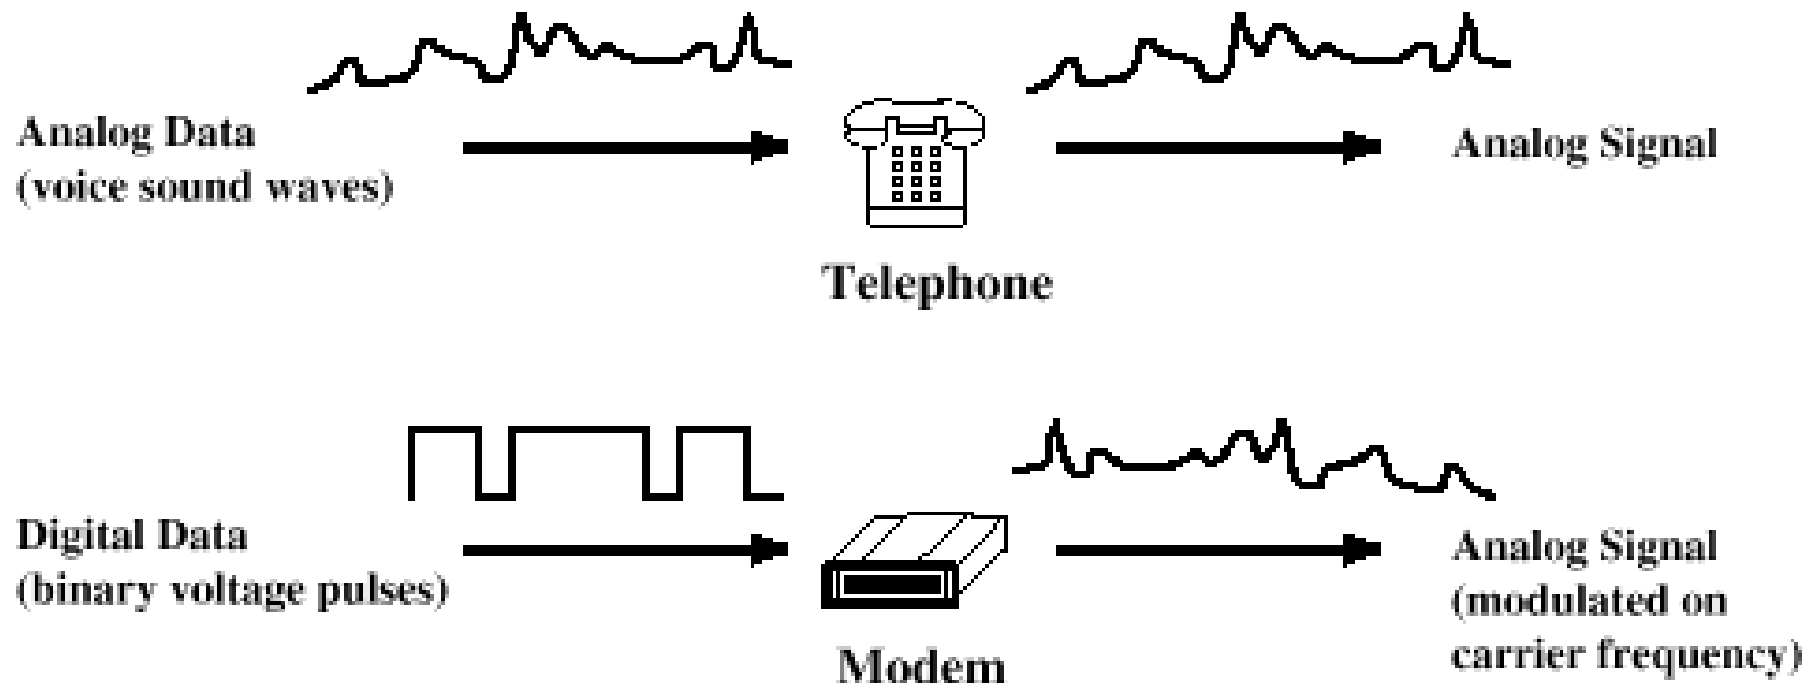 Analog Data
(voice sound waves)
Analog Signal
Telephone
Digital Data
(binary voltage pulses)
Analog Signal
(modulated on
carrier frequency)
Modem